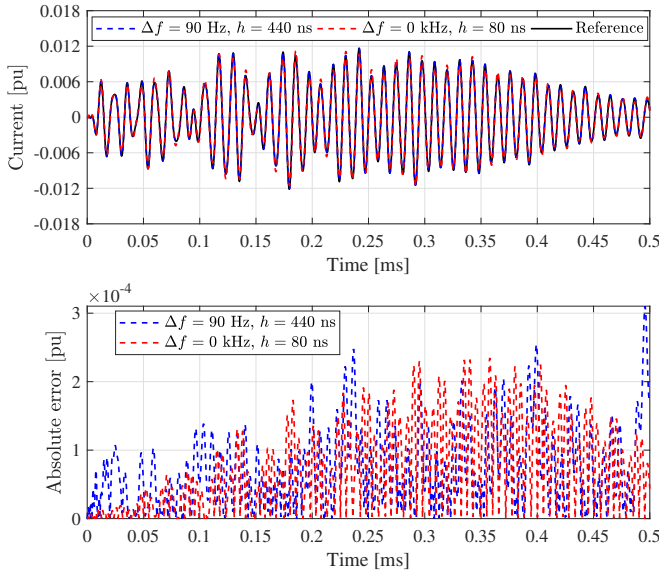 0.018
Δf = 90 Hz, h = 440 ns Δf = 0 kHz, h = 80 ns Reference
0.012
0.006
0
-0.006
-0.012
-0.018
Current [pu]
0 0.05 0.1 0.15 0.2 0.25 0.3 0.35 0.4 0.45 0.5
Time [ms]
×10⁻⁴
3
2
1
0
Absolute error [pu]
Δf = 90 Hz, h = 440 ns
Δf = 0 kHz, h = 80 ns
0 0.05 0.1 0.15 0.2 0.25 0.3 0.35 0.4 0.45 0.5
Time [ms]